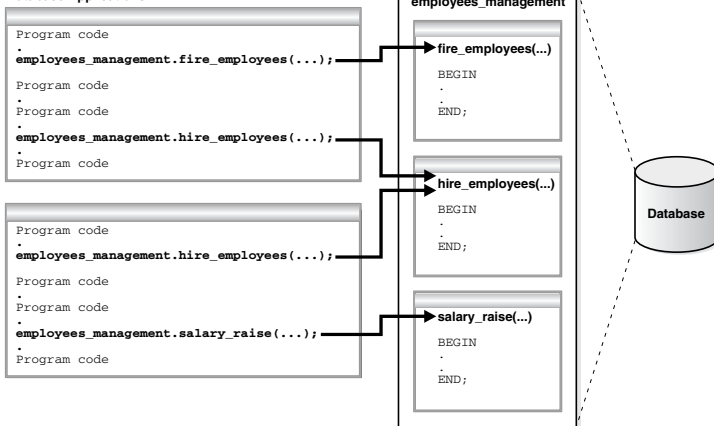 employees_management
Program code
.
employees_management.fire_employees(...);
.
Program code
.
Program code
.
employees_management.hire_employees(...);
.
Program code
Program code
.
employees_management.hire_employees(...);
.
Program code
.
Program code
.
employees_management.salary_raise(...);
.
Program code
fire_employees(...)
BEGIN
.
.
END;
hire_employees(...)
BEGIN
.
.
END;
salary_raise(...)
BEGIN
.
.
END;
Database